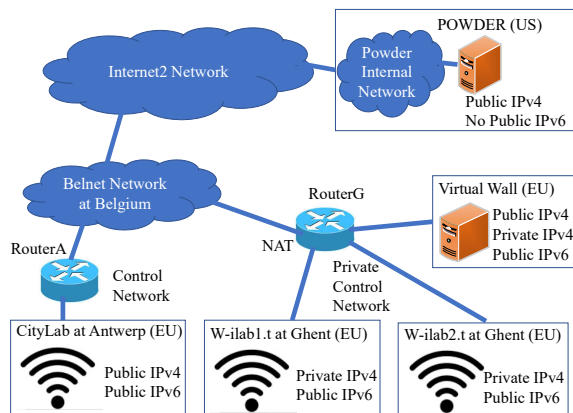 POWDER (US)
Powder
Internal
Network
Internet2 Network
Public IPv4
No Public IPv6
Belnet Network
at Belgium
RouterG
Virtual Wall (EU)
Public IPv4
Private IPv4
Public IPv6
RouterA
NAT
Control
Network
Private
Control
Network
CityLab at Antwerp (EU)
Public IPv4
Public IPv6
W-ilab1.t at Ghent (EU)
Private IPv4
Public IPv6
W-ilab2.t at Ghent (EU)
Private IPv4
Public IPv6